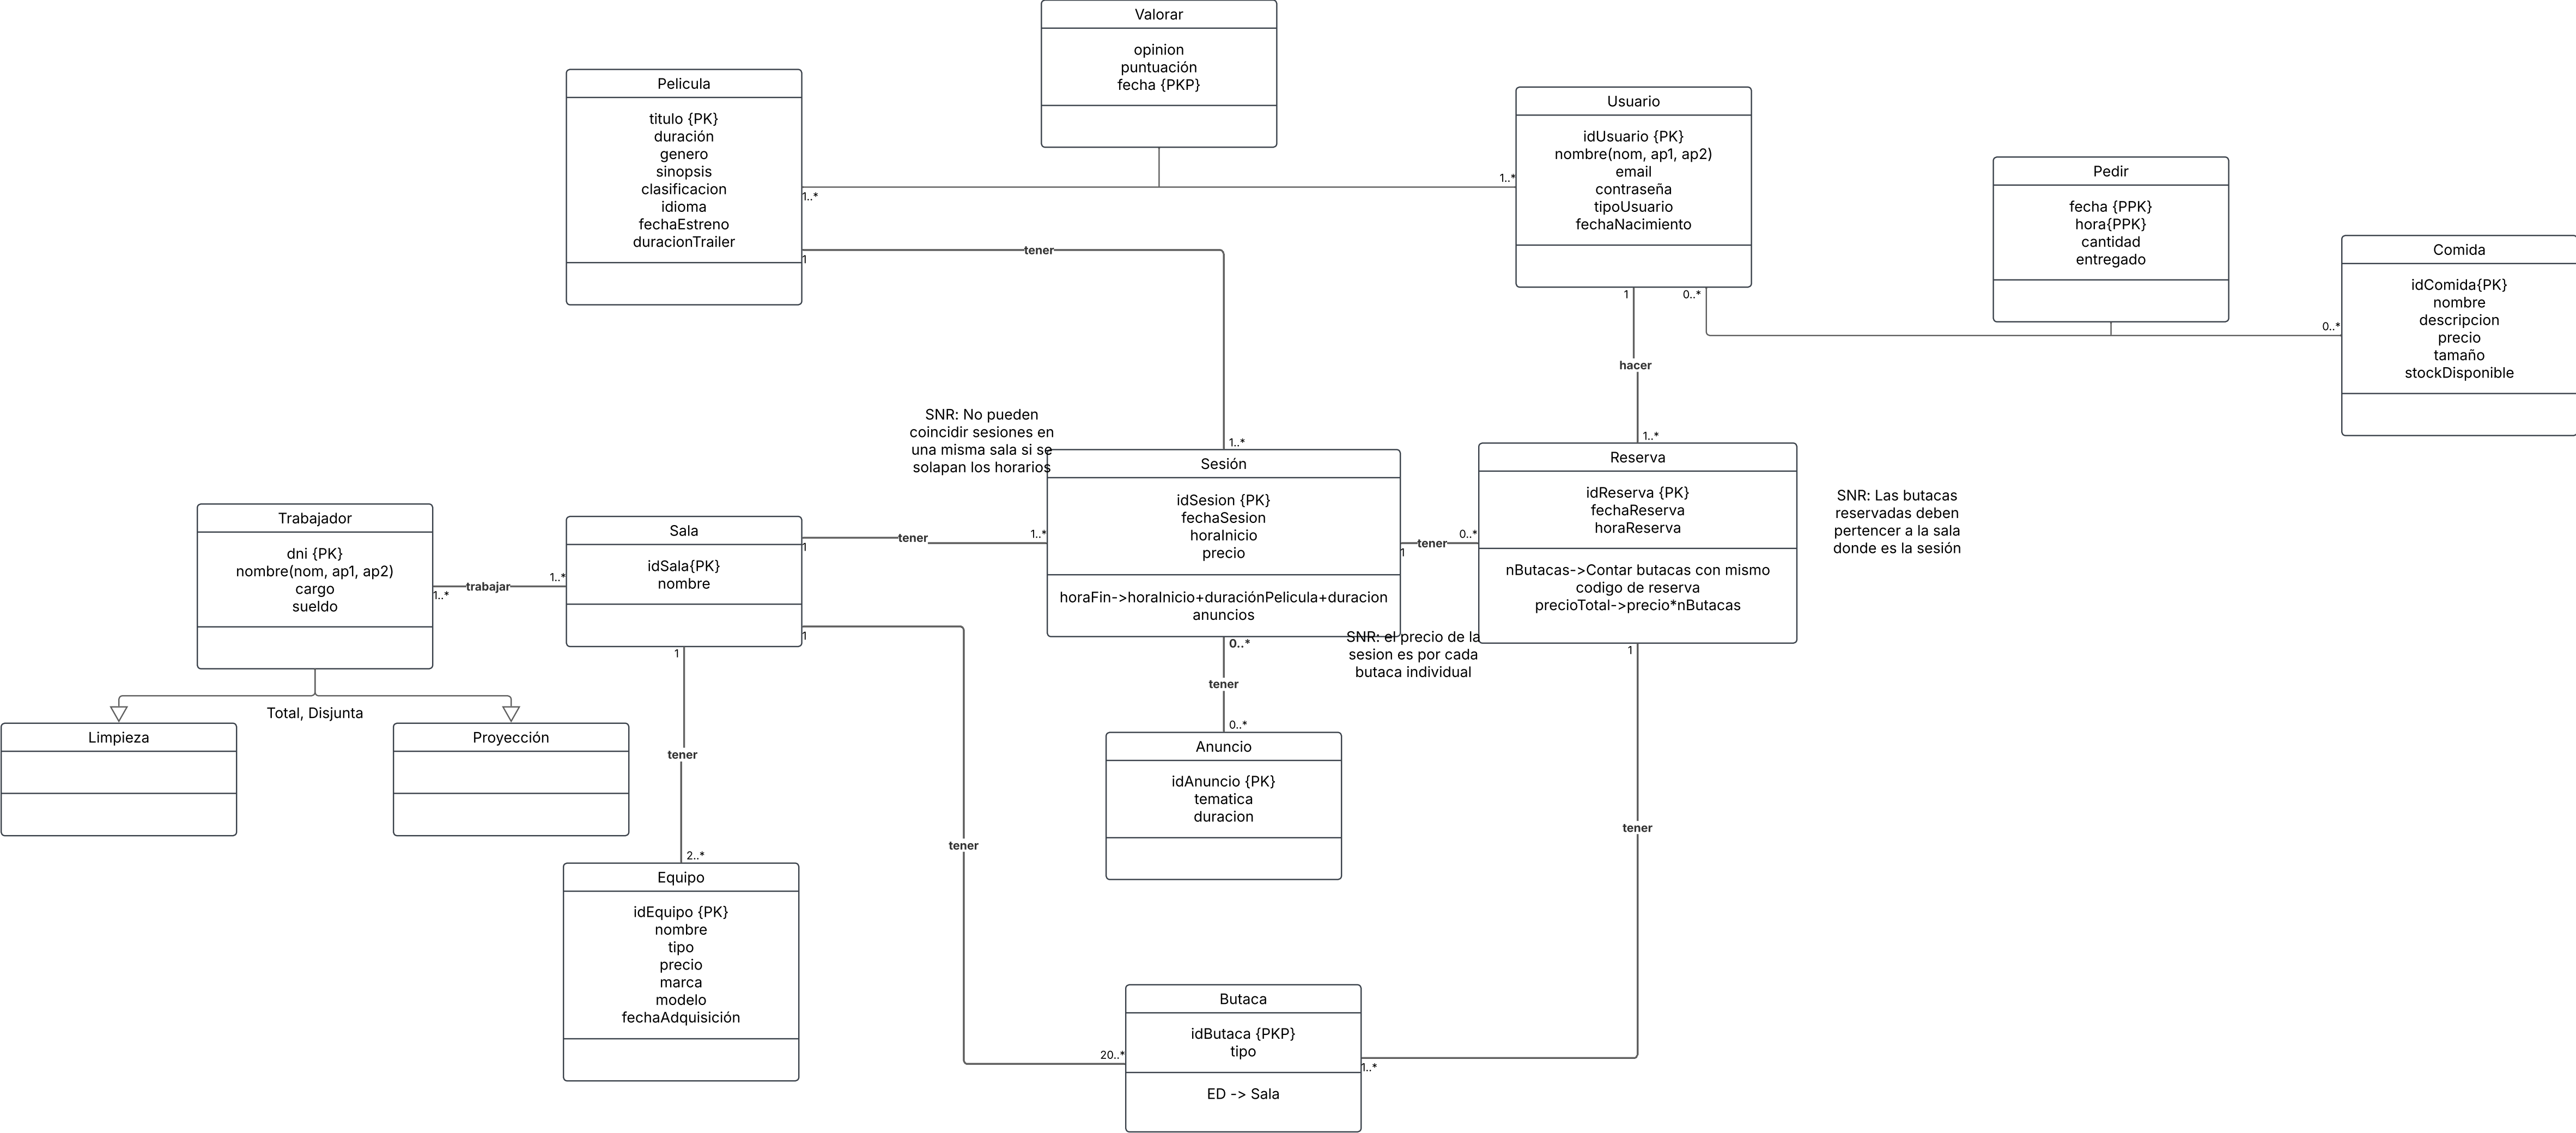 Valorar
opinion
puntuación
fecha {PKP}
Pelicula
titulo {PK}
duración
genero
sinopsis
clasificacion
idioma
fechaEstreno
duracionTrailer
Usuario
idUsuario {PK}
nombre(nom, ap1, ap2)
email
contraseña
tipoUsuario
fechaNacimiento
Pedir
fecha {PPK}
hora{PPK}
cantidad
entregado
Comida
idComida{PK}
nombre
descripcion
precio
tamaño
stockDisponible
1..*
1..*
1
tener
1..*
1
hacer
1..*
0..*
0..*
SNR: No pueden
coincidir sesiones en
una misma sala si se
solapan los horarios
Sesión
idSesion {PK}
fechaSesion
horaInicio
precio
horaFin->horaInicio+duraciónPelicula+duracion
anuncios
Reserva
idReserva {PK}
fechaReserva
horaReserva
nButacas->Contar butacas con mismo
codigo de reserva
precioTotal->precio*nButacas
SNR: Las butacas
reservadas deben
pertencer a la sala
donde es la sesión
Trabajador
dni {PK}
nombre(nom, ap1, ap2)
cargo
sueldo
1..*
trabajar
1..*
Sala
idSala{PK}
nombre
1
tener
1..*
1
tener
0..*
SNR: el precio de la
sesion es por cada
butaca individual
Total, Disjunta
Limpieza
Proyección
1
tener
2..*
Equipo
idEquipo {PK}
nombre
tipo
precio
marca
modelo
fechaAdquisición
1
tener
20..*
0..*
tener
0..*
Anuncio
idAnuncio {PK}
tematica
duracion
1
tener
1..*
Butaca
idButaca {PKP}
tipo
ED -> Sala